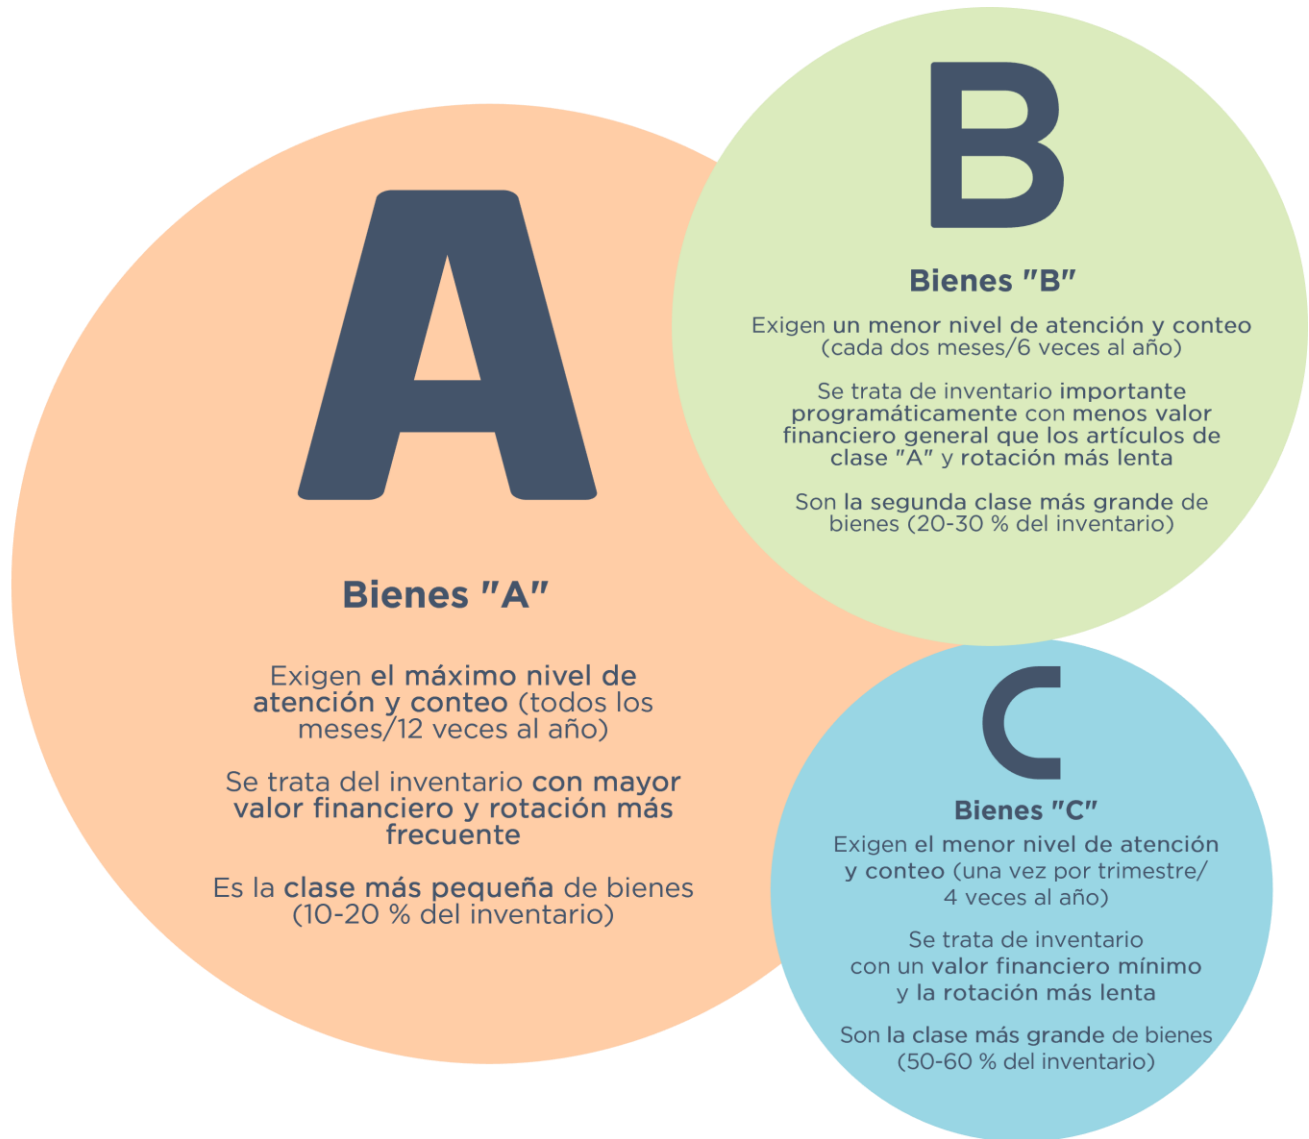 A
Bienes "A"
Exigen el máximo nivel de
atención y conteo (todos los
meses/12 veces al año)
Se trata del inventario con mayor
valor financiero y rotación más
frecuente
Es la clase más pequeña de bienes
(10-20 % del inventario)
B
Bienes "B"
Exigen un menor nivel de atención y conteo
(cada dos meses/6 veces al año)
Se trata de inventario importante
programáticamente con menos valor
financiero general que los artículos de
clase "A" y rotación más lenta
Son la segunda clase más grande de
bienes (20-30 % del inventario)
C
Bienes "C"
Exigen el menor nivel de atención
y conteo (una vez por trimestre/
4 veces al año)
Se trata de inventario
con un valor financiero mínimo
y la rotación más lenta
Son la clase más grande de bienes
(50-60 % del inventario)